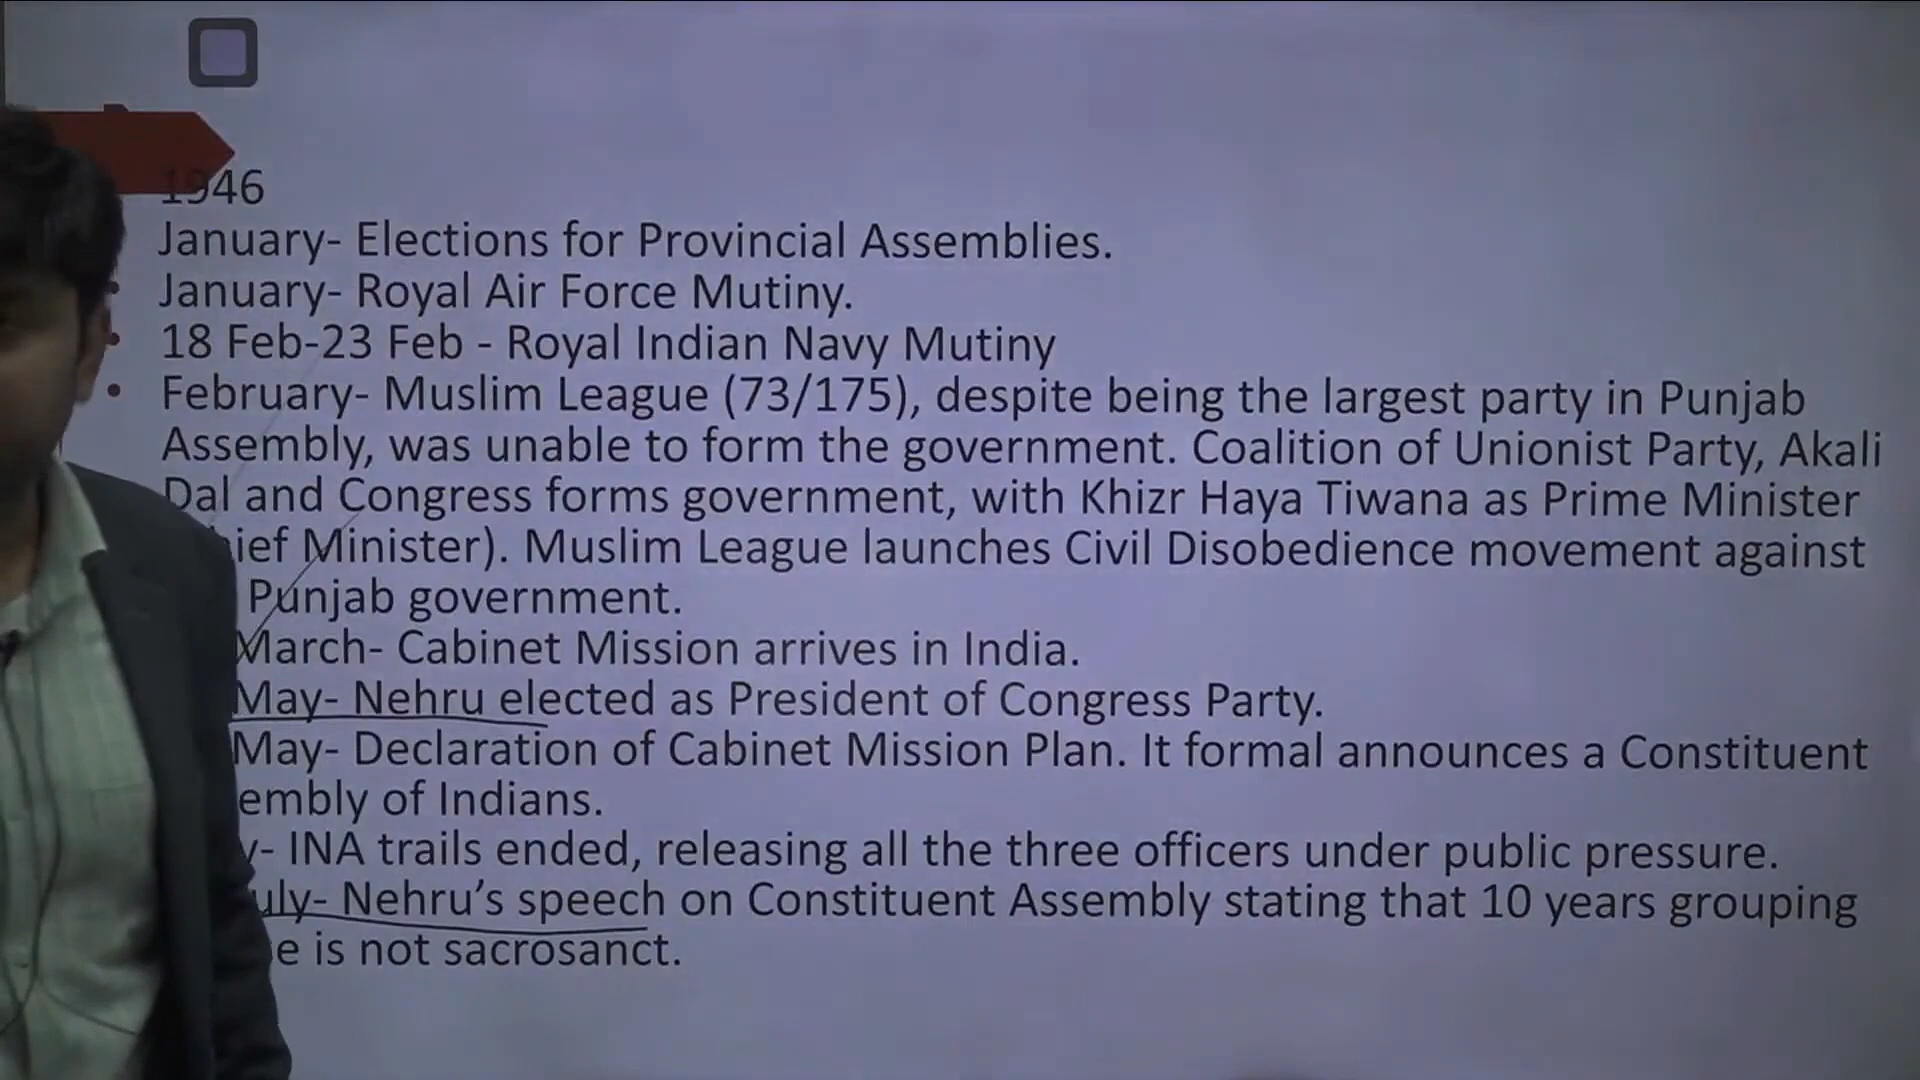 1946
January- Elections for Provincial Assemblies.
January- Royal Air Force Mutiny.
18 Feb-23 Feb - Royal Indian Navy Mutiny
February- Muslim League (73/175), despite being the largest party in Punjab
Assembly, was unable to form the government. Coalition of Unionist Party, Akali
Dal and Congress forms government, with Khizr Haya Tiwana as Prime Minister
ief Minister). Muslim League launches Civil Disobedience movement against
Punjab government.
March- Cabinet Mission arrives in India.
May- Nehru elected as President of Congress Party.
May- Declaration of Cabinet Mission Plan. It formal announces a Constituent
embly of Indians.
y- INA trails ended, releasing all the three officers under public pressure.
uly- Nehru's speech on Constituent Assembly stating that 10 years grouping
e is not sacrosanct.